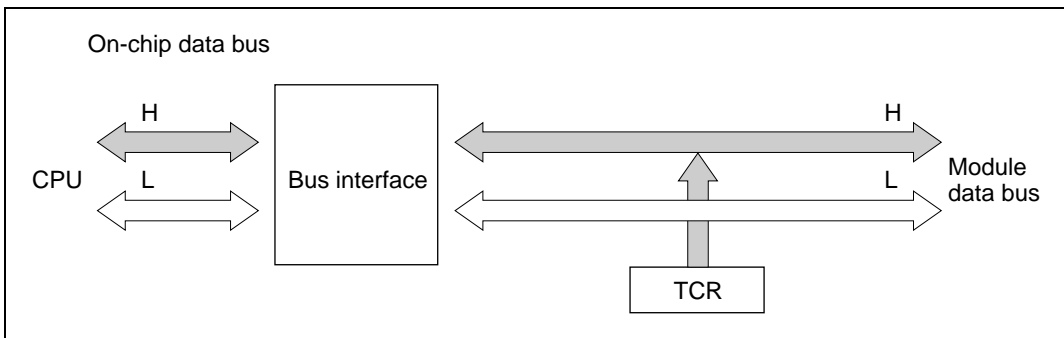 On-chip data bus
H
H
CPU
L
Bus interface
L
Module
data bus
TCR